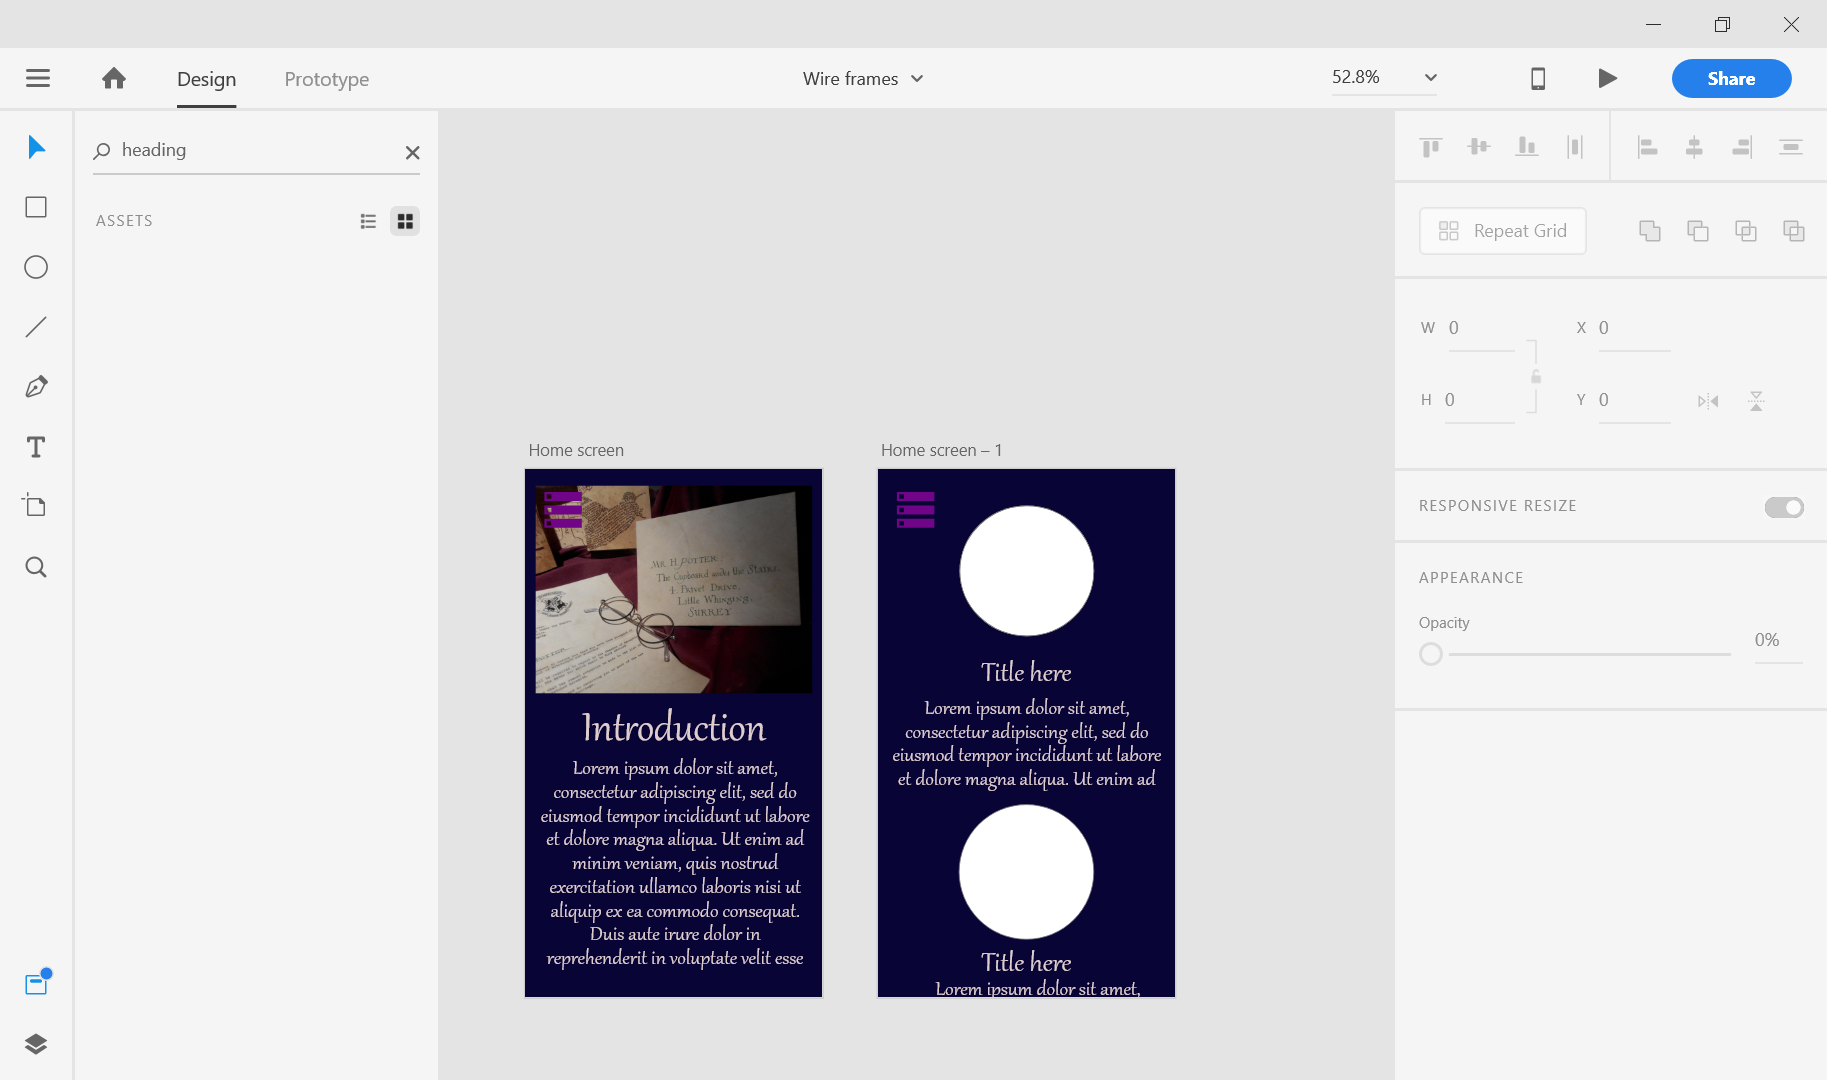 Design
Prototype
Wire frames
52.8%
Share
heading
ASSETS
Repeat Grid
W 0
X 0
H 0
Y 0
RESPONSIVE RESIZE
APPEARANCE
Opacity
0%
Home screen
MR. H. POTTER
The Cupboard under the Stairs,
4. Privet Drive,
Little Whinging,
SURREY
Introduction
Lorem ipsum dolor sit amet,
consectetur adipiscing elit, sed do
eiusmod tempor incididunt ut labore
et dolore magna aliqua. Ut enim ad
minim veniam, quis nostrud
exercitation ullamco laboris nisi ut
aliquip ex ea commodo consequat.
Duis aute irure dolor in
reprehenderit in voluptate velit esse
Home screen – 1
Title here
Lorem ipsum dolor sit amet,
consectetur adipiscing elit, sed do
eiusmod tempor incididunt ut labore
et dolore magna aliqua. Ut enim ad
Title here
Lorem ipsum dolor sit amet,